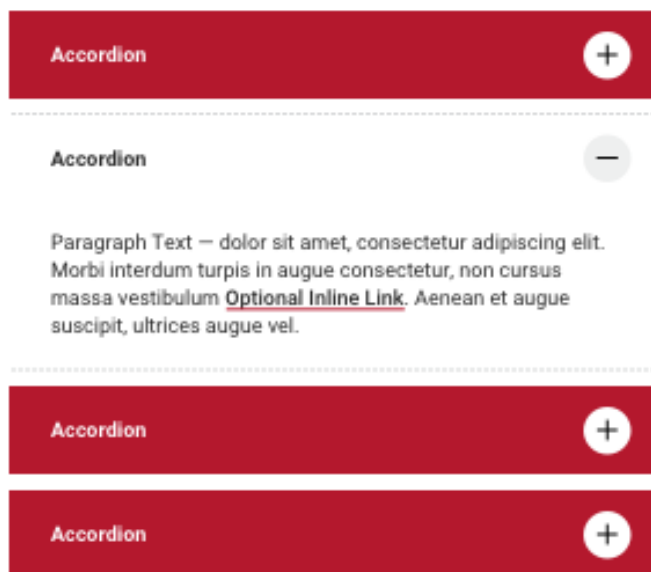 Accordion
Accordion
Paragraph Text — dolor sit amet, consectetur adipiscing elit.
Morbi interdum turpis in augue consectetur, non cursus
massa vestibulum Optional Inline Link. Aenean et augue
suscipit, ultrices augue vel.
Accordion
Accordion